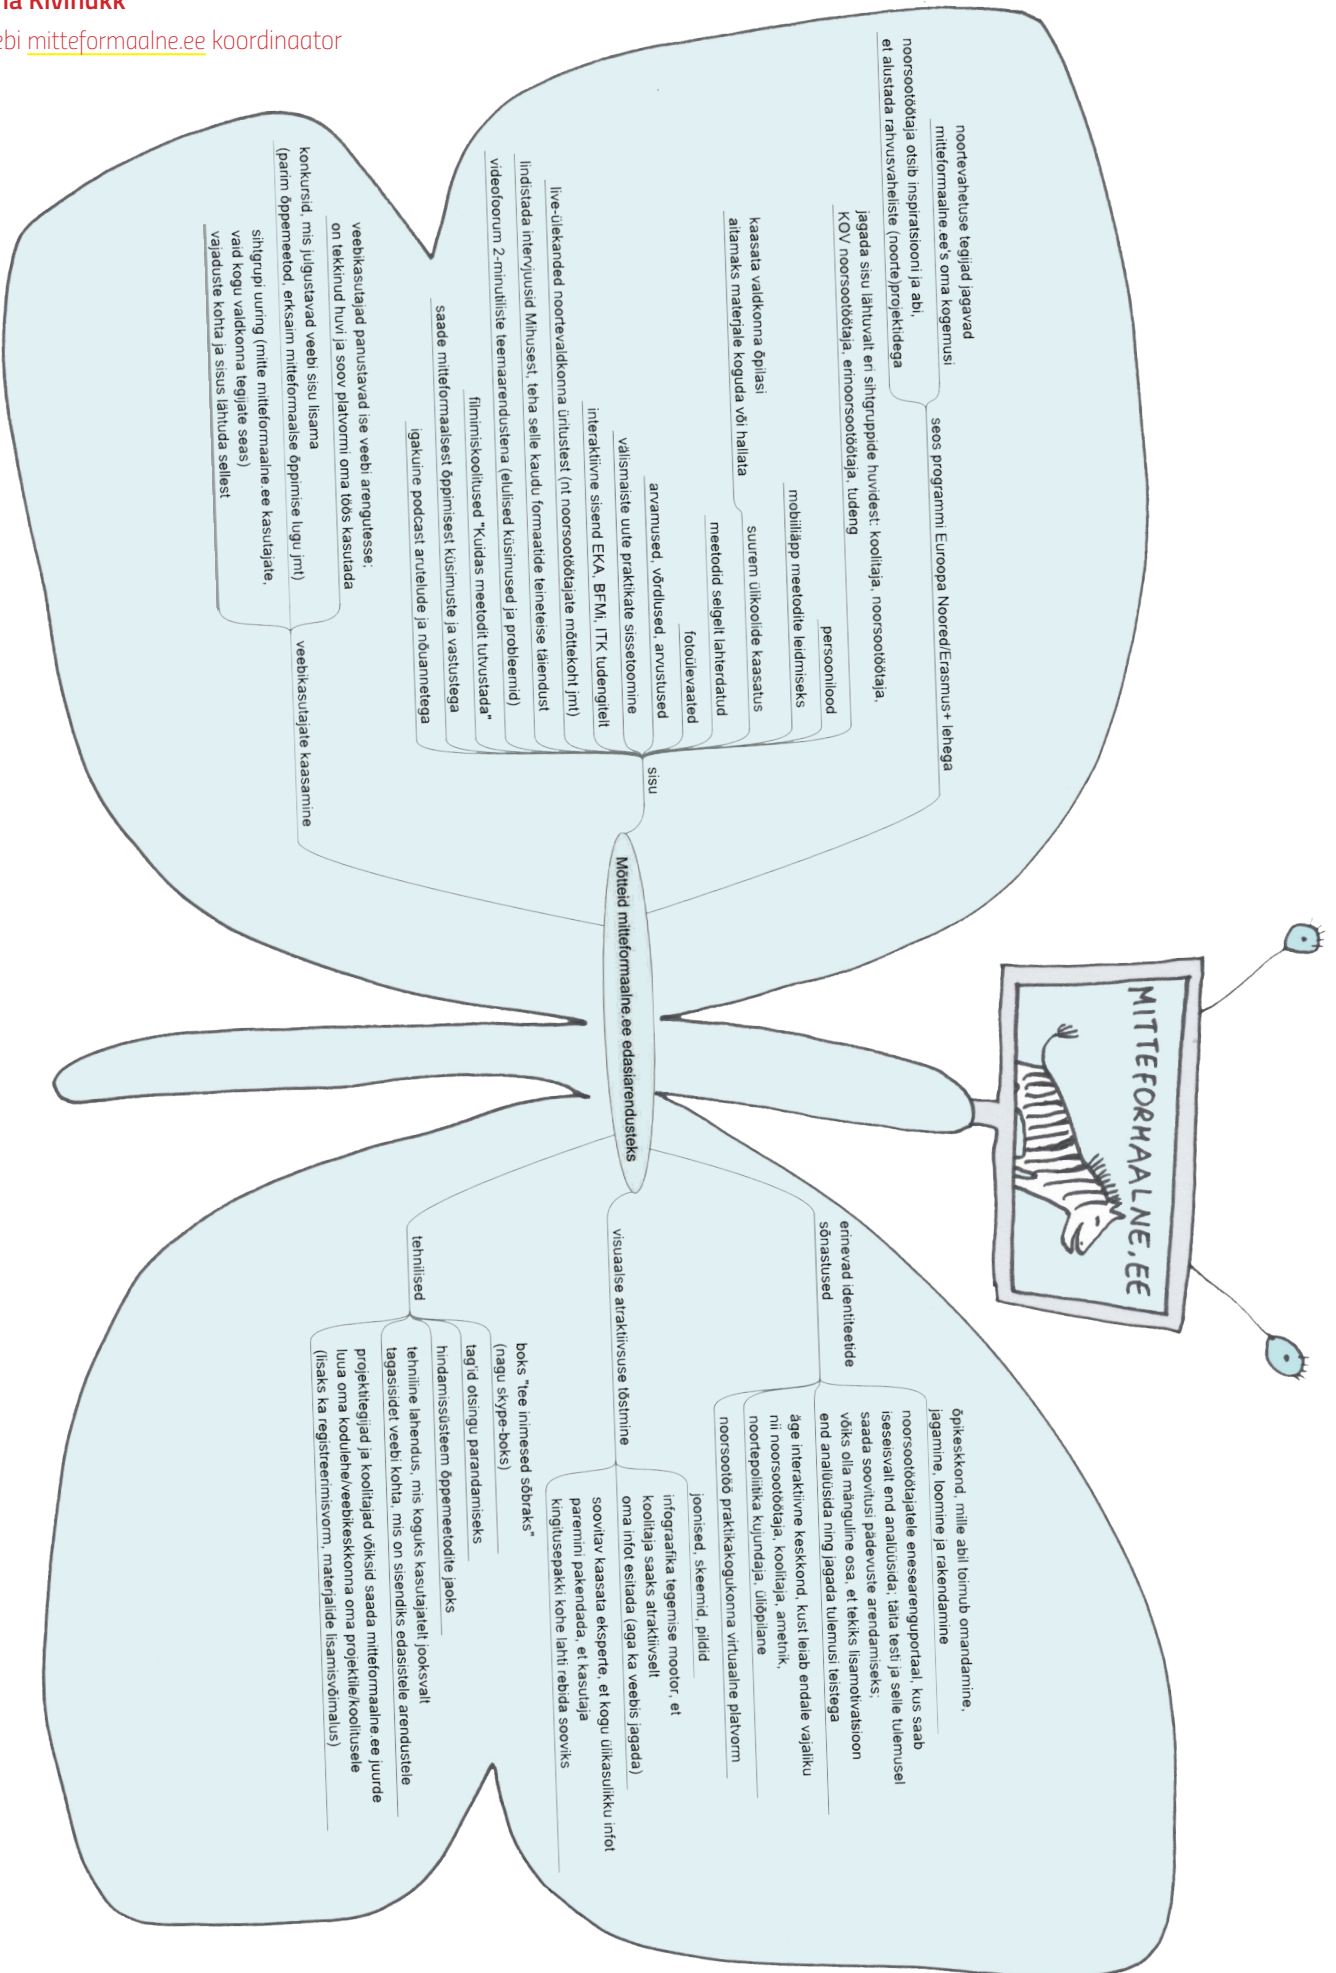 Rivinukk
mitteformaalne.ee koordinaator
MITTEFORMAALNE.EE
Mõtteid mitteformaalne.ee edasiarendusteks
seos programmi Euroopa Noored/Erasmus+ lehega
noortevahetuse tegijad jagavad
mitteformaalne.ee's oma kogemusi
noorsootöötaja otsib inspiratsiooni ja abi,
et alustada rahvusvaheliste (noorte)projektidega
sisu
jagada sisu lähtuvalt eri sihtgruppide huvidest: koolitaja, noorsootöötaja,
KOV noorsootöötaja, erinoorsootöötaja, tudeng
persoonilood
mobiiliäpp meetodite leidmiseks
suurem ülikoolide kaasatus
kaasata valdkonna õpilasi
aitamaks materjale koguda või hallata
meetodid selgelt lahterdatud
fotoülevaated
arvamused, võrdlused, arvustused
välismaiste uute praktikate sissetoomine
interaktiivne sisend EKA, BFMi, ITK tudengitelt
live-ülekanded noortevaldkonna üritustest (nt noorsootöötajate mõttekoht jmt)
lindistada intervjuusid Mihusest, teha selle kaudu formaatide teineteise täiendust
videofoorum 2-minutiliste teemaarendustena (elulised küsimused ja probleemid)
filmimiskoolitused "Kuidas meetodit tutvustada"
saade mitteformaalsest õppimisest küsimuste ja vastustega
igakuine podcast arutelude ja nõuannetega
veebikasutajate kaasamine
veebikasutajad panustavad ise veebi arengutesse;
on tekkinud huvi ja soov platvormi oma töös kasutada
konkursid, mis julgustavad veebi sisu lisama
(parim õppemeetod, erksaim mitteformaalse õppimise lugu jmt)
sihtgrupi uuring (mitte mitteformaalne.ee kasutajate,
vaid kogu valdkonna tegijate seas)
vajaduste kohta ja sisus lähtuda sellest
erinevad identiteetide
sõnastused
õpikeskkond, mille abil toimub omandamine,
jagamine, loomine ja rakendamine
noorsootöötajatele enesearenguportaal, kus saab
iseseisvalt end analüüsida; täita testi ja selle tulemusel
saada soovitusi pädevuste arendamiseks;
võiks olla mänguline osa, et tekiks lisamotivatsioon
end analüüsida ning jagada tulemusi teistega
äge interaktiivne keskkond, kust leiab endale vajaliku
nii noorsootöötaja, koolitaja, ametnik,
noortepoliitika kujundaja, üliõpilane
noorsootöö praktikakogukonna virtuaalne platvorm
visuaalse atraktiivsuse tõstmine
joonised, skeemid, pildid
infograafika tegemise mootor, et
koolitaja saaks atraktiivselt
oma infot esitada (aga ka veebis jagada)
soovitav kaasata eksperte, et kogu ülikasulikku infot
paremini pakendada, et kasutaja
kingitusepakki kohe lahti rebida sooviks
tehnilised
boks "tee inimesed sõbraks"
(nagu skype-boks)
tag'id otsingu parandamiseks
hindamissüsteem õppemeetodite jaoks
tehniline lahendus, mis koguks kasutajatelt jooksvalt
tagasisidet veebi kohta, mis on sisendiks edasistele arendustele
projektitegijad ja koolitajad võiksid saada mitteformaalne.ee juurde
luua oma kodulehe/veebikeskkonna oma projektile/koolitusele
(lisaks ka registreerimisvorm, materjalide lisamisvõimalus)